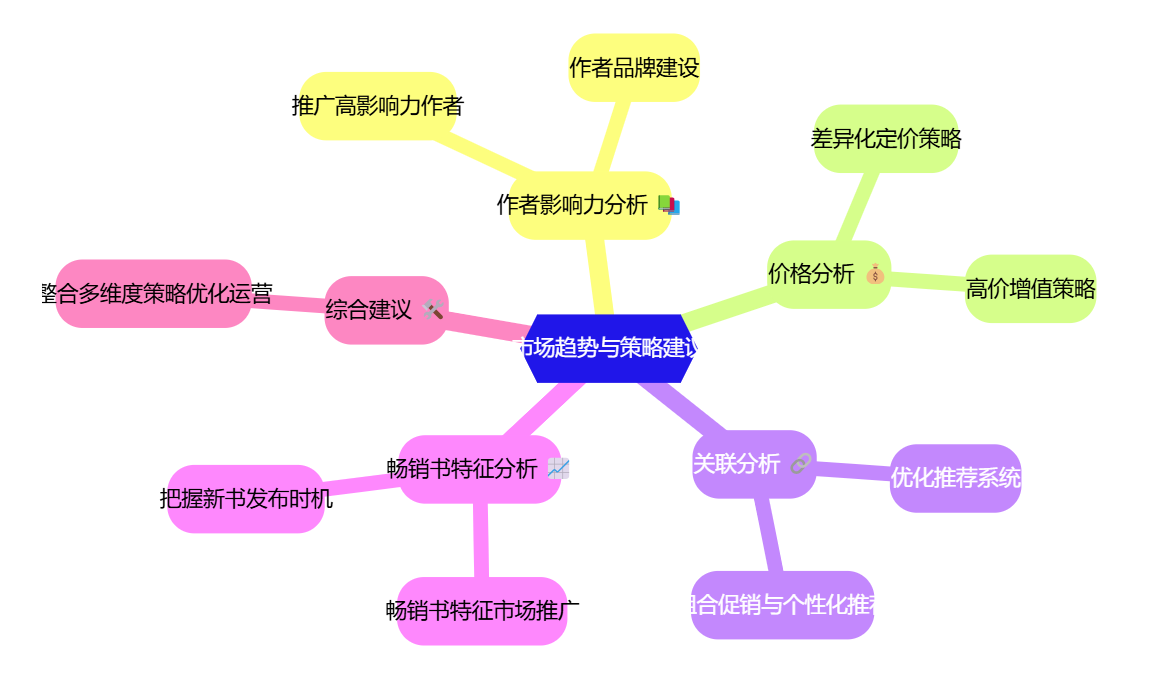 作者品牌建设
推广高影响力作者
差异化定价策略
作者影响力分析
价格分析
高价增值策略
整合多维度策略优化运营
综合建议
市场趋势与策略建议
畅销书特征分析
关联分析
优化推荐系统
把握新书发布时机
组合促销与个性化推荐
畅销书特征市场推广